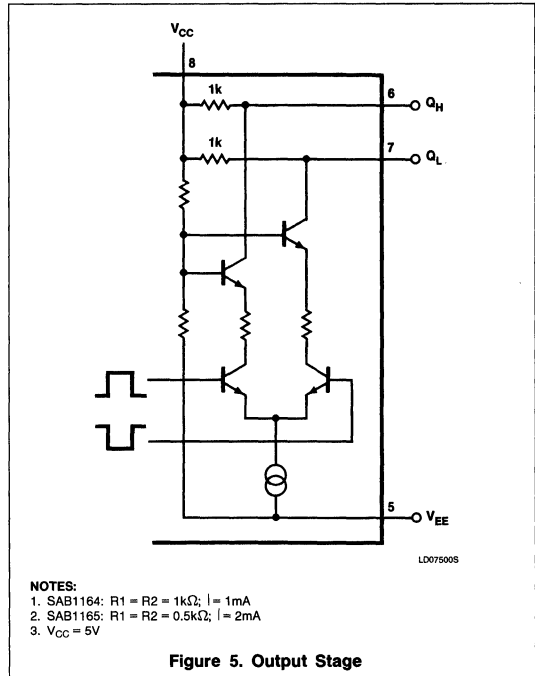 VCC
8
1k
6
QH
1k
7
QL
5
VEE
LD07500S
NOTES:
1. SAB1164: R1 = R2 = 1kΩ; I = 1mA
2. SAB1165: R1 = R2 = 0.5kΩ; I = 2mA
3. VCC = 5V
Figure 5. Output Stage